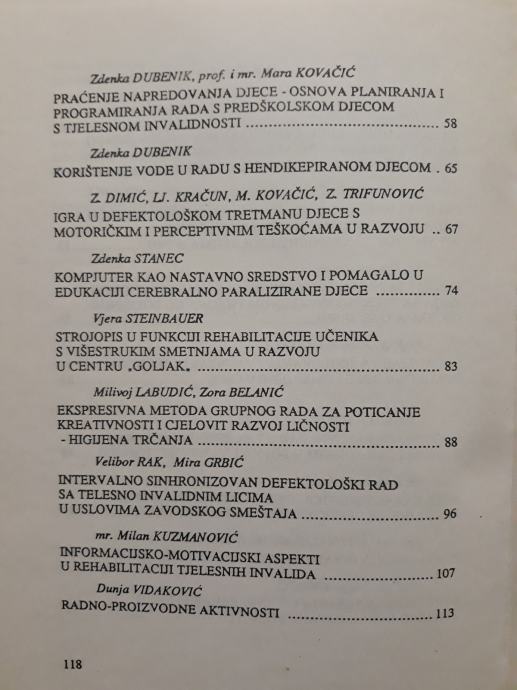 Zdenka DUBENIK, prof. i mr. Mara KOVAČIĆ
PRAĆENJE NAPREDOVANJA DJECE - OSNOVA PLANIRANJA I
PROGRAMIRANJA RADA S PREDŠKOLSKOM DJECOM
S TJELESNOM INVALIDNOSTI ........................................ 58
Zdenka DUBENIK
KORIŠTENJE VODE U RADU S HENDIKEPIRANOM DJECOM . 65
Z. DIMIĆ, LJ. KRAČUN, M. KOVAČIĆ, Z. TRIFUNOVIĆ
IGRA U DEFEKTOLOŠKOM TRETMANU DJECE S
MOTORIČKIM I PERCEPTIVNIM TEŠKOĆAMA U RAZVOJU .. 67
Zdenka STANEC
KOMPJUTER KAO NASTAVNO SREDSTVO I POMAGALO U
EDUKACIJI CEREBRALNO PARALIZIRANE DJECE ............. 74
Vjera STEINBAUER
STROJOPIS U FUNKCIJI REHABILITACIJE UČENIKA
S VIŠESTRUKIM SMETNJAMA U RAZVOJU
U CENTRU „GOLJAK„ .................................................. 83
Milivoj LABUDIĆ, Zora BELANIĆ
EKSPRESIVNA METODA GRUPNOG RADA ZA POTICANJE
KREATIVNOSTI I CJELOVIT RAZVOJ LIČNOSTI
- HIGIJENA TRČANJA .................................................. 88
Velibor RAK, Mira GRBIĆ
INTERVALNO SINHRONIZOVAN DEFEKTOLOŠKI RAD
SA TELESNO INVALIDNIM LICIMA
U USLOVIMA ZAVODSKOG SMEŠTAJA ............................ 96
mr. Milan KUZMANOVIĆ
INFORMACIJSKO-MOTIVACIJSKI ASPEKTI
U REHABILITACIJI TJELESNIH INVALIDA ....................... 107
Dunja VIDAKOVIĆ
RADNO-PROIZVODNE AKTIVNOSTI .............................. 113
118